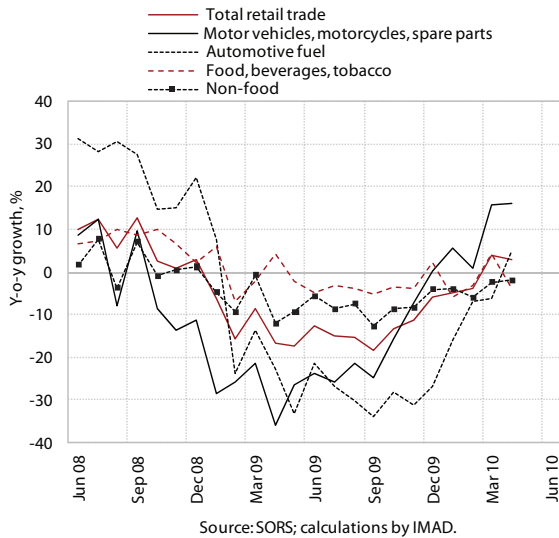 Total retail trade
Motor vehicles, motorcycles, spare parts
Automotive fuel
Food, beverages, tobacco
Non-food
Y-o-y growth, %
40
30
20
10
0
-10
-20
-30
-40
Jun 08
Sep 08
Dec 08
Mar 09
Jun 09
Sep 09
Dec 09
Mar 10
Jun 10
Source: SORS; calculations by IMAD.